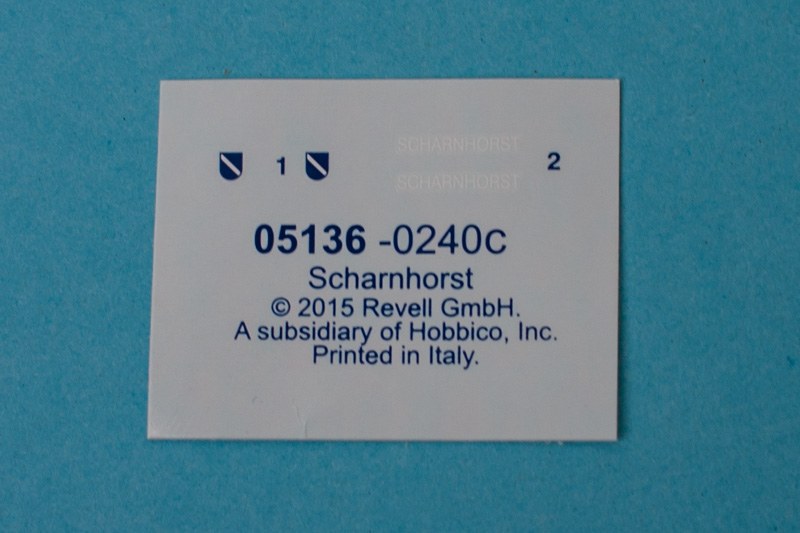 1 SCHARNHORST 2
SCHARNHORST
05136 -0240c
Scharnhorst
© 2015 Revell GmbH.
A subsidiary of Hobbico, Inc.
Printed in Italy.